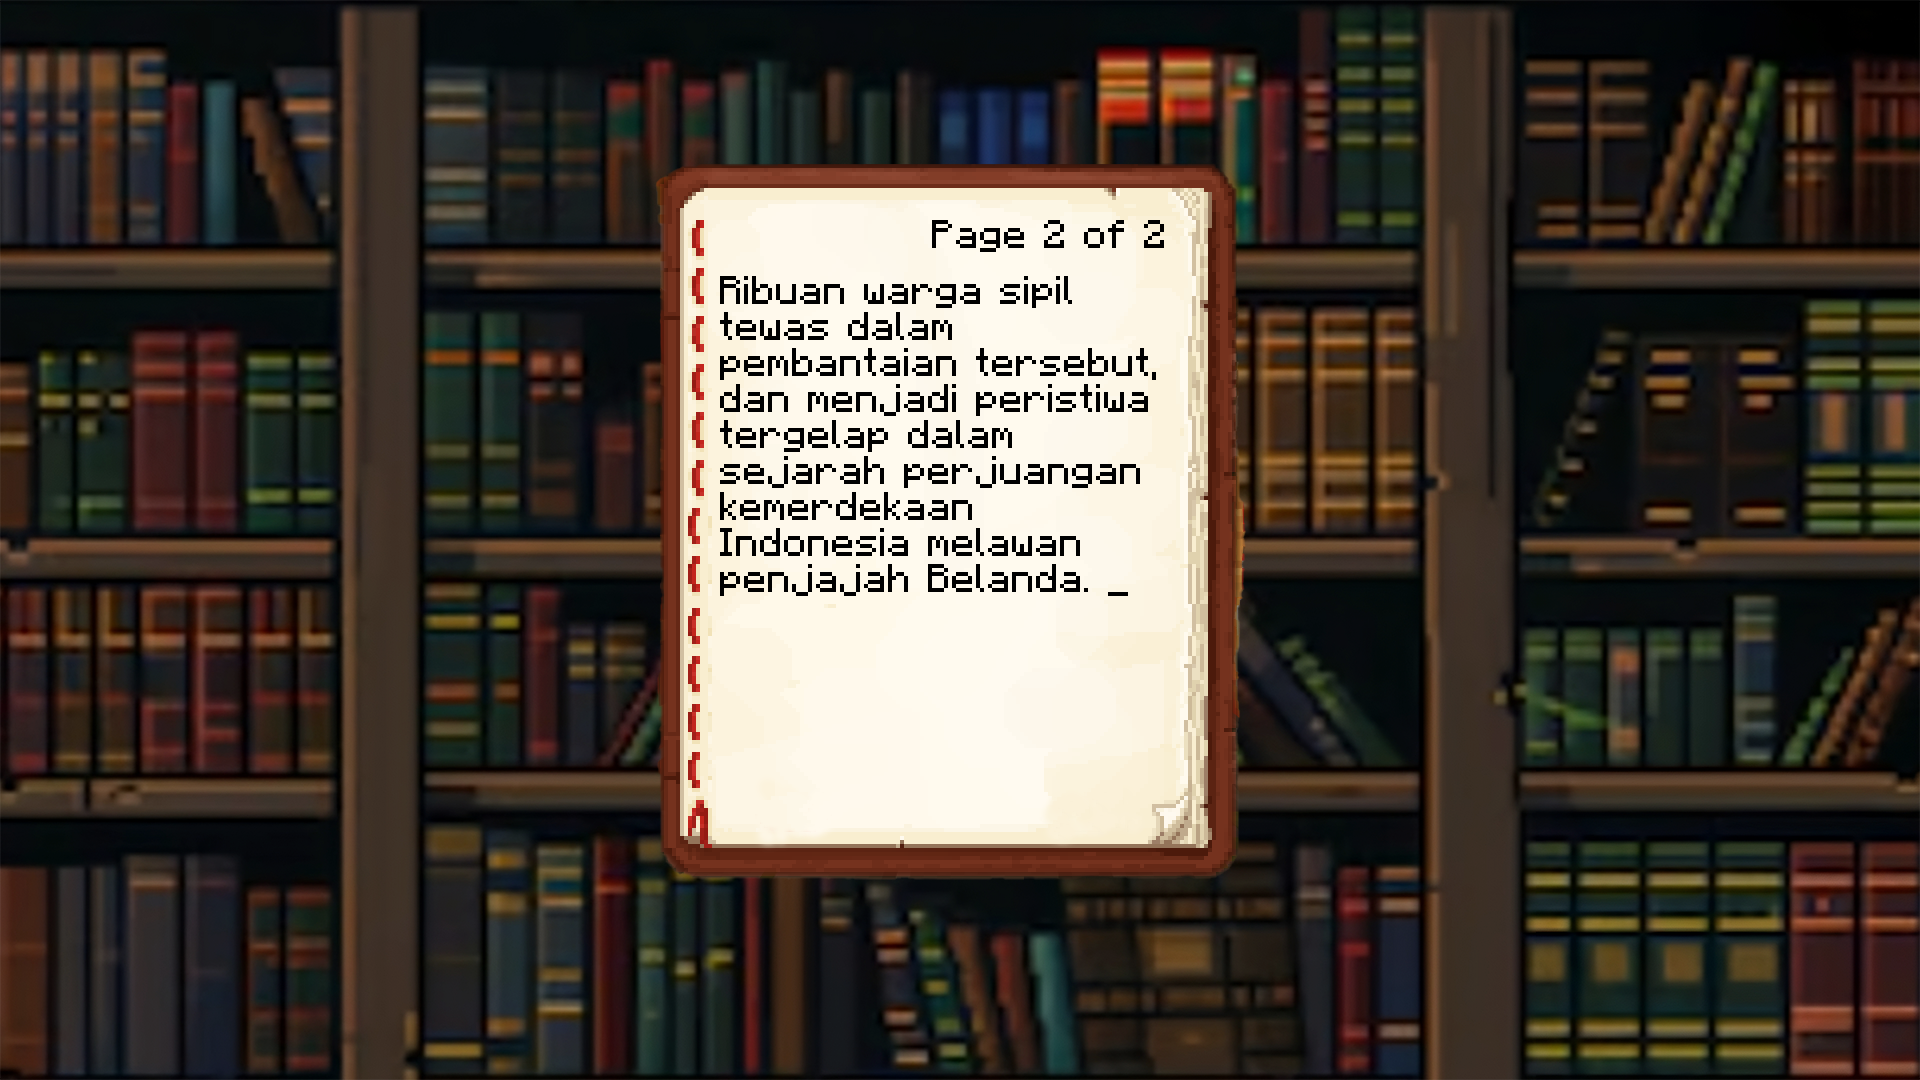 Page 2 of 2
Ribuan warga sipil
tewas dalam
pembantaian tersebut,
dan menjadi peristiwa
tergelap dalam
sejarah perjuangan
kemerdekaan
Indonesia melawan
penjajah Belanda. _